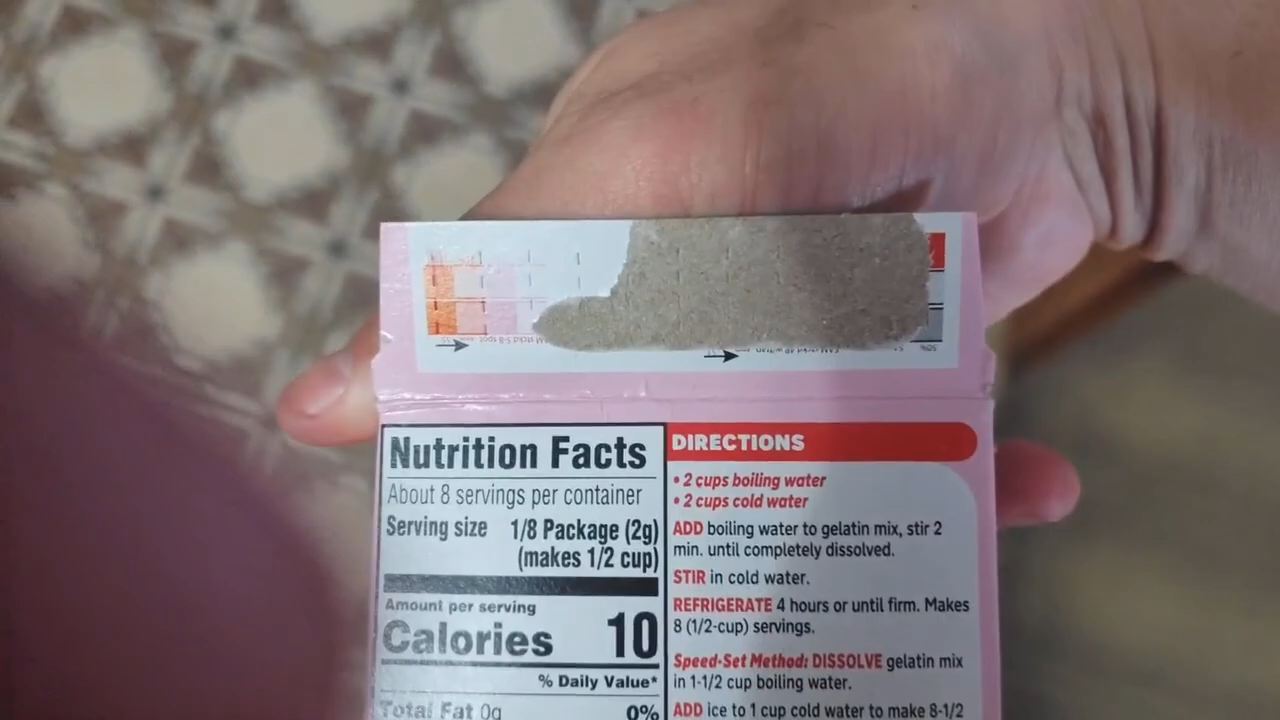 Nutrition Facts
About 8 servings per container
Serving size 1/8 Package (2g)
(makes 1/2 cup)
Amount per serving
Calories 10
% Daily Value*
Total Fat 0g 0%
DIRECTIONS
• 2 cups boiling water
• 2 cups cold water
ADD boiling water to gelatin mix, stir 2
min. until completely dissolved.
STIR in cold water.
REFRIGERATE 4 hours or until firm. Makes
8 (1/2-cup) servings.
Speed-Set Method: DISSOLVE gelatin mix
in 1-1/2 cup boiling water.
ADD ice to 1 cup cold water to make 8-1/2